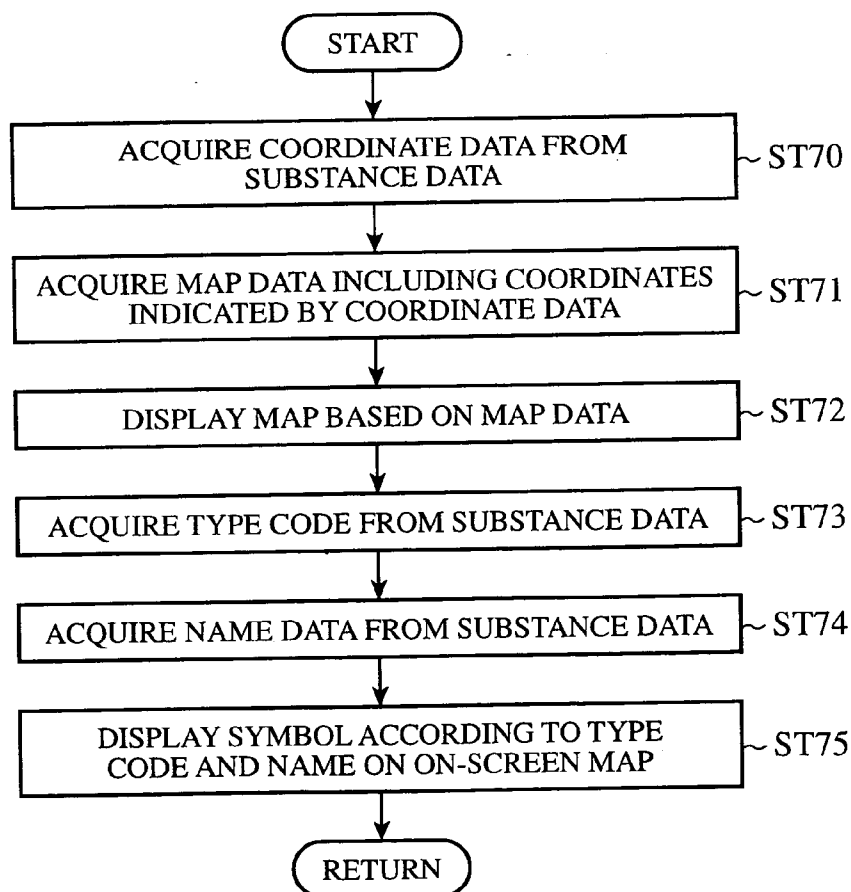 START
ACQUIRE COORDINATE DATA FROM
SUBSTANCE DATA
~ ST70
ACQUIRE MAP DATA INCLUDING COORDINATES
INDICATED BY COORDINATE DATA
~ ST71
DISPLAY MAP BASED ON MAP DATA
~ ST72
ACQUIRE TYPE CODE FROM SUBSTANCE DATA
~ ST73
ACQUIRE NAME DATA FROM SUBSTANCE DATA
~ ST74
DISPLAY SYMBOL ACCORDING TO TYPE
CODE AND NAME ON ON-SCREEN MAP
~ ST75
RETURN